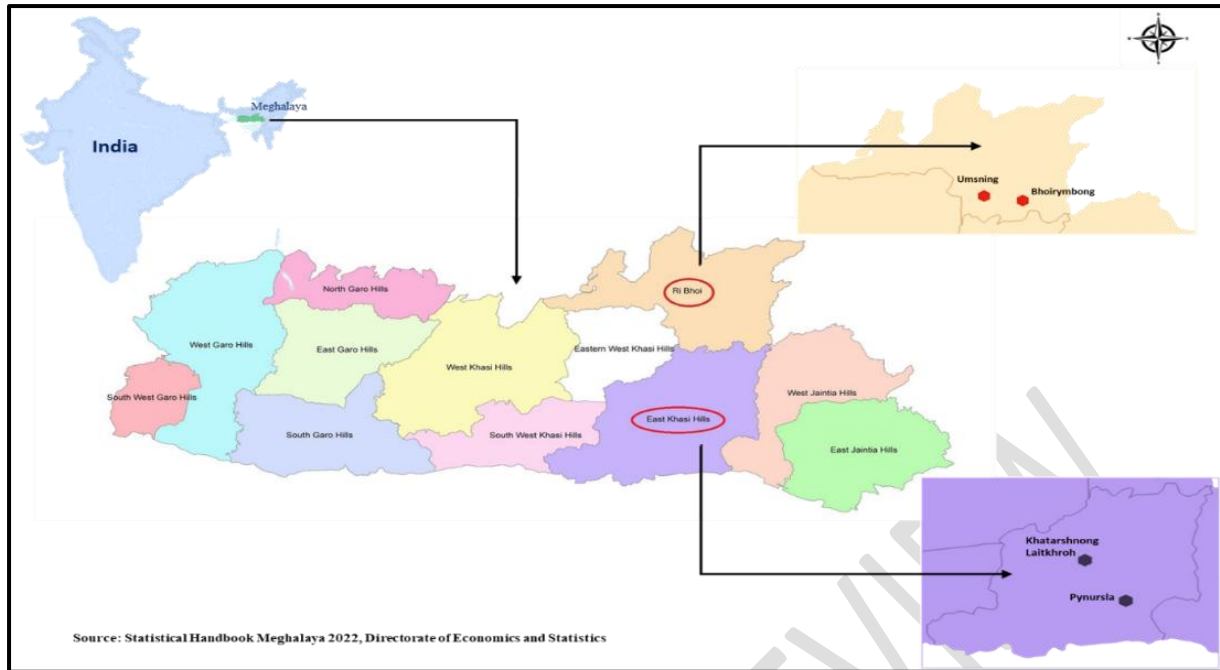 Meghalaya
India
Umsning
Bhoirymbong
North Garo Hills
Ri Bhoi
West Garo Hills
East Garo Hills
Eastern West Khasi Hills
West Khasi Hills
West Jaintia Hills
South West Garo Hills
East Khasi Hills
South Garo Hills
South West Khasi Hills
East Jaintia Hills
Khatarshnong
Laitkhroh
Pynursla
Source: Statistical Handbook Meghalaya 2022, Directorate of Economics and Statistics